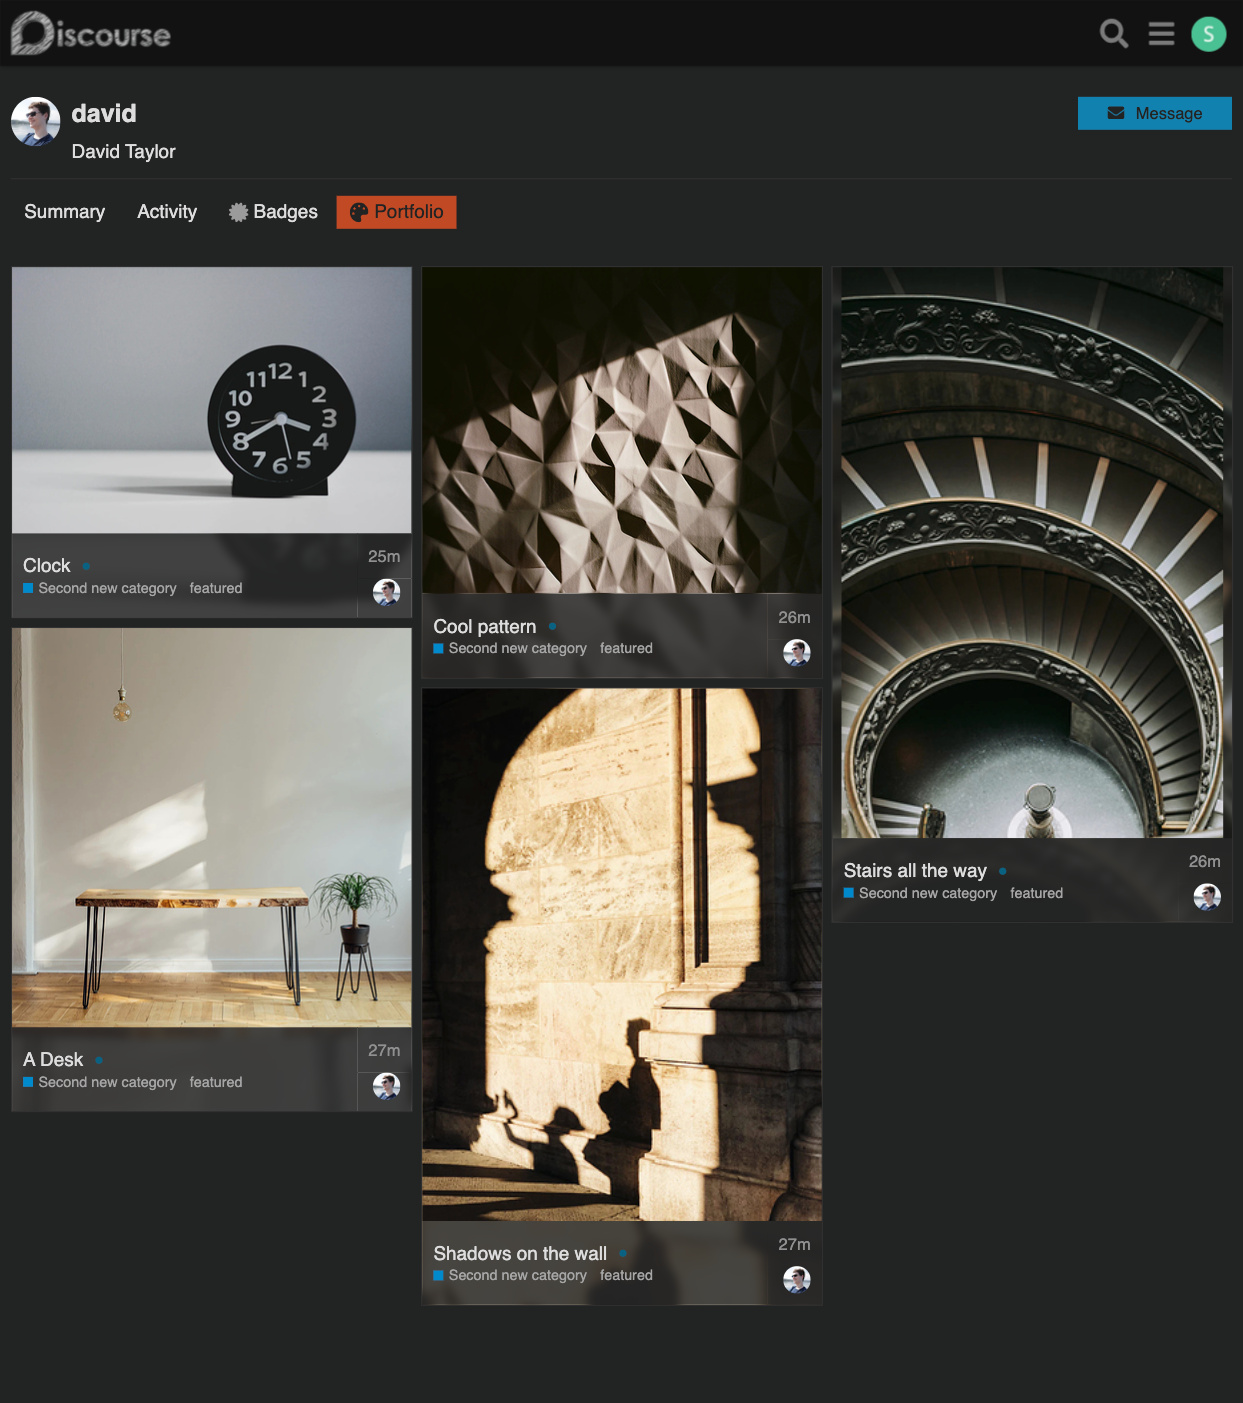 Discourse
S
david
David Taylor
Message
Summary Activity Badges Portfolio
12
11 1
10 2
9 3
8 4
7 6 5
Clock
25m
Second new category featured
Cool pattern
26m
Second new category featured
Stairs all the way
26m
Second new category featured
A Desk
27m
Second new category featured
Shadows on the wall
27m
Second new category featured